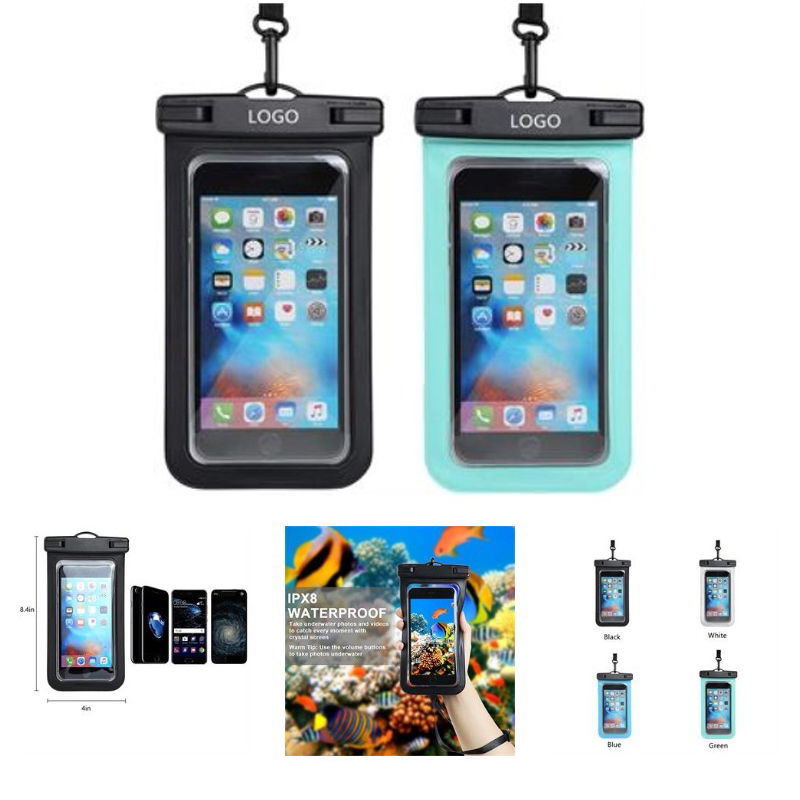 LOGO
LOGO
8.4in
4in
IPX8
WATERPROOF
Take underwater photos and videos
to catch every moment with
crystal screen
Warm Tip: Use the volume buttons
to take photos underwater
Black
White
Blue
Green